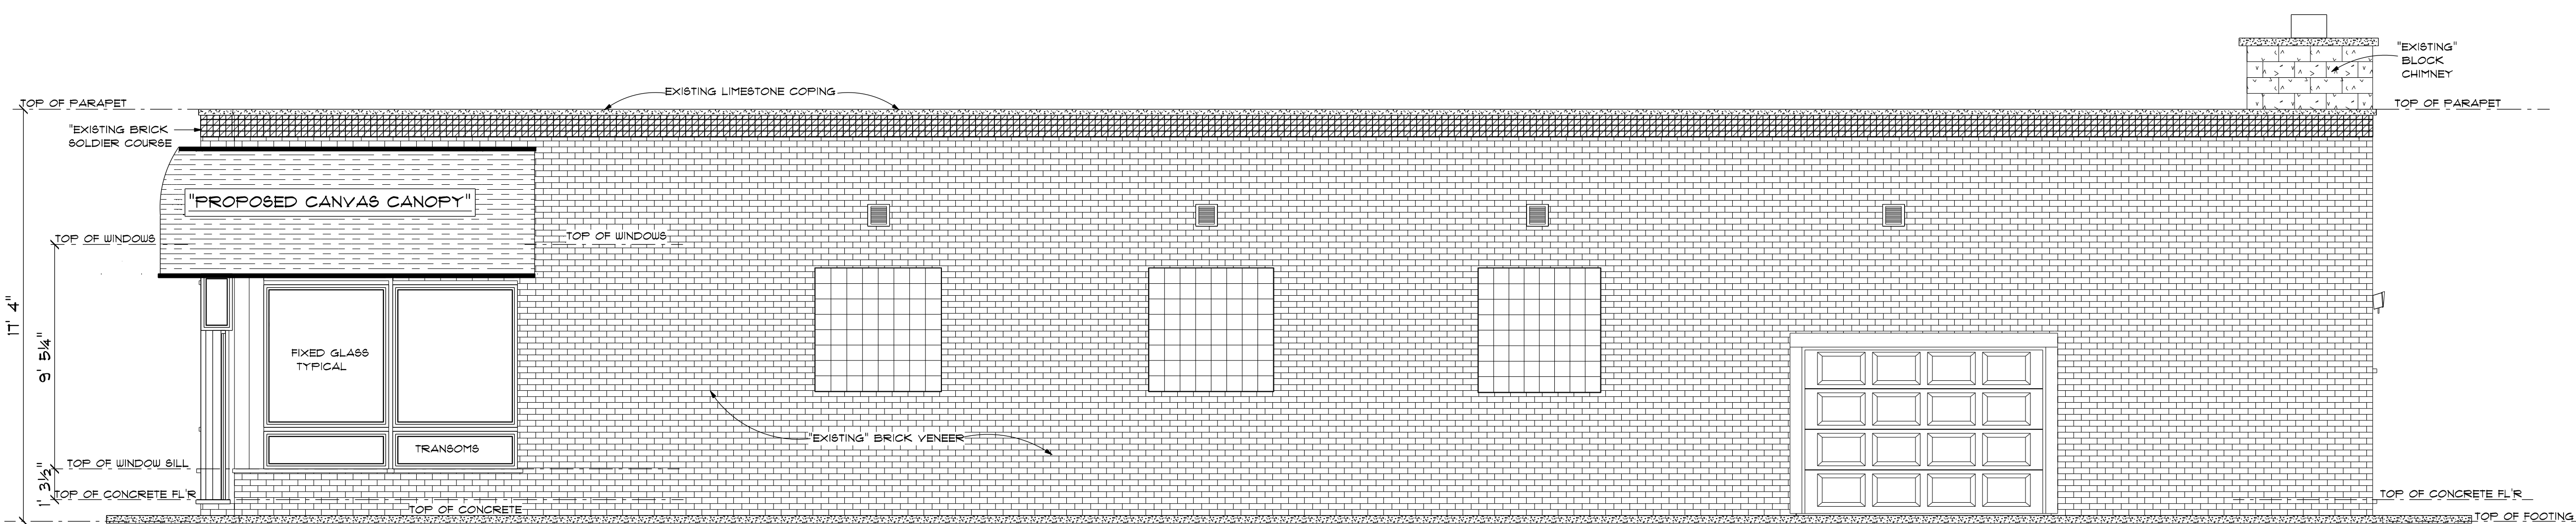 "EXISTING"
BLOCK
CHIMNEY
EXISTING LIMESTONE COPING
TOP OF PARAPET
TOP OF PARAPET
"EXISTING BRICK
SOLDIER COURSE
"PROPOSED CANVAS CANOPY"
TOP OF WINDOWS
TOP OF WINDOWS
17' 4"
9' 5¼"
FIXED GLASS
TYPICAL
"EXISTING" BRICK VENEER
TRANSOMS
TOP OF WINDOW SILL
1' 3½"
TOP OF CONCRETE FL'R
TOP OF CONCRETE FL'R
TOP OF CONCRETE
TOP OF FOOTING